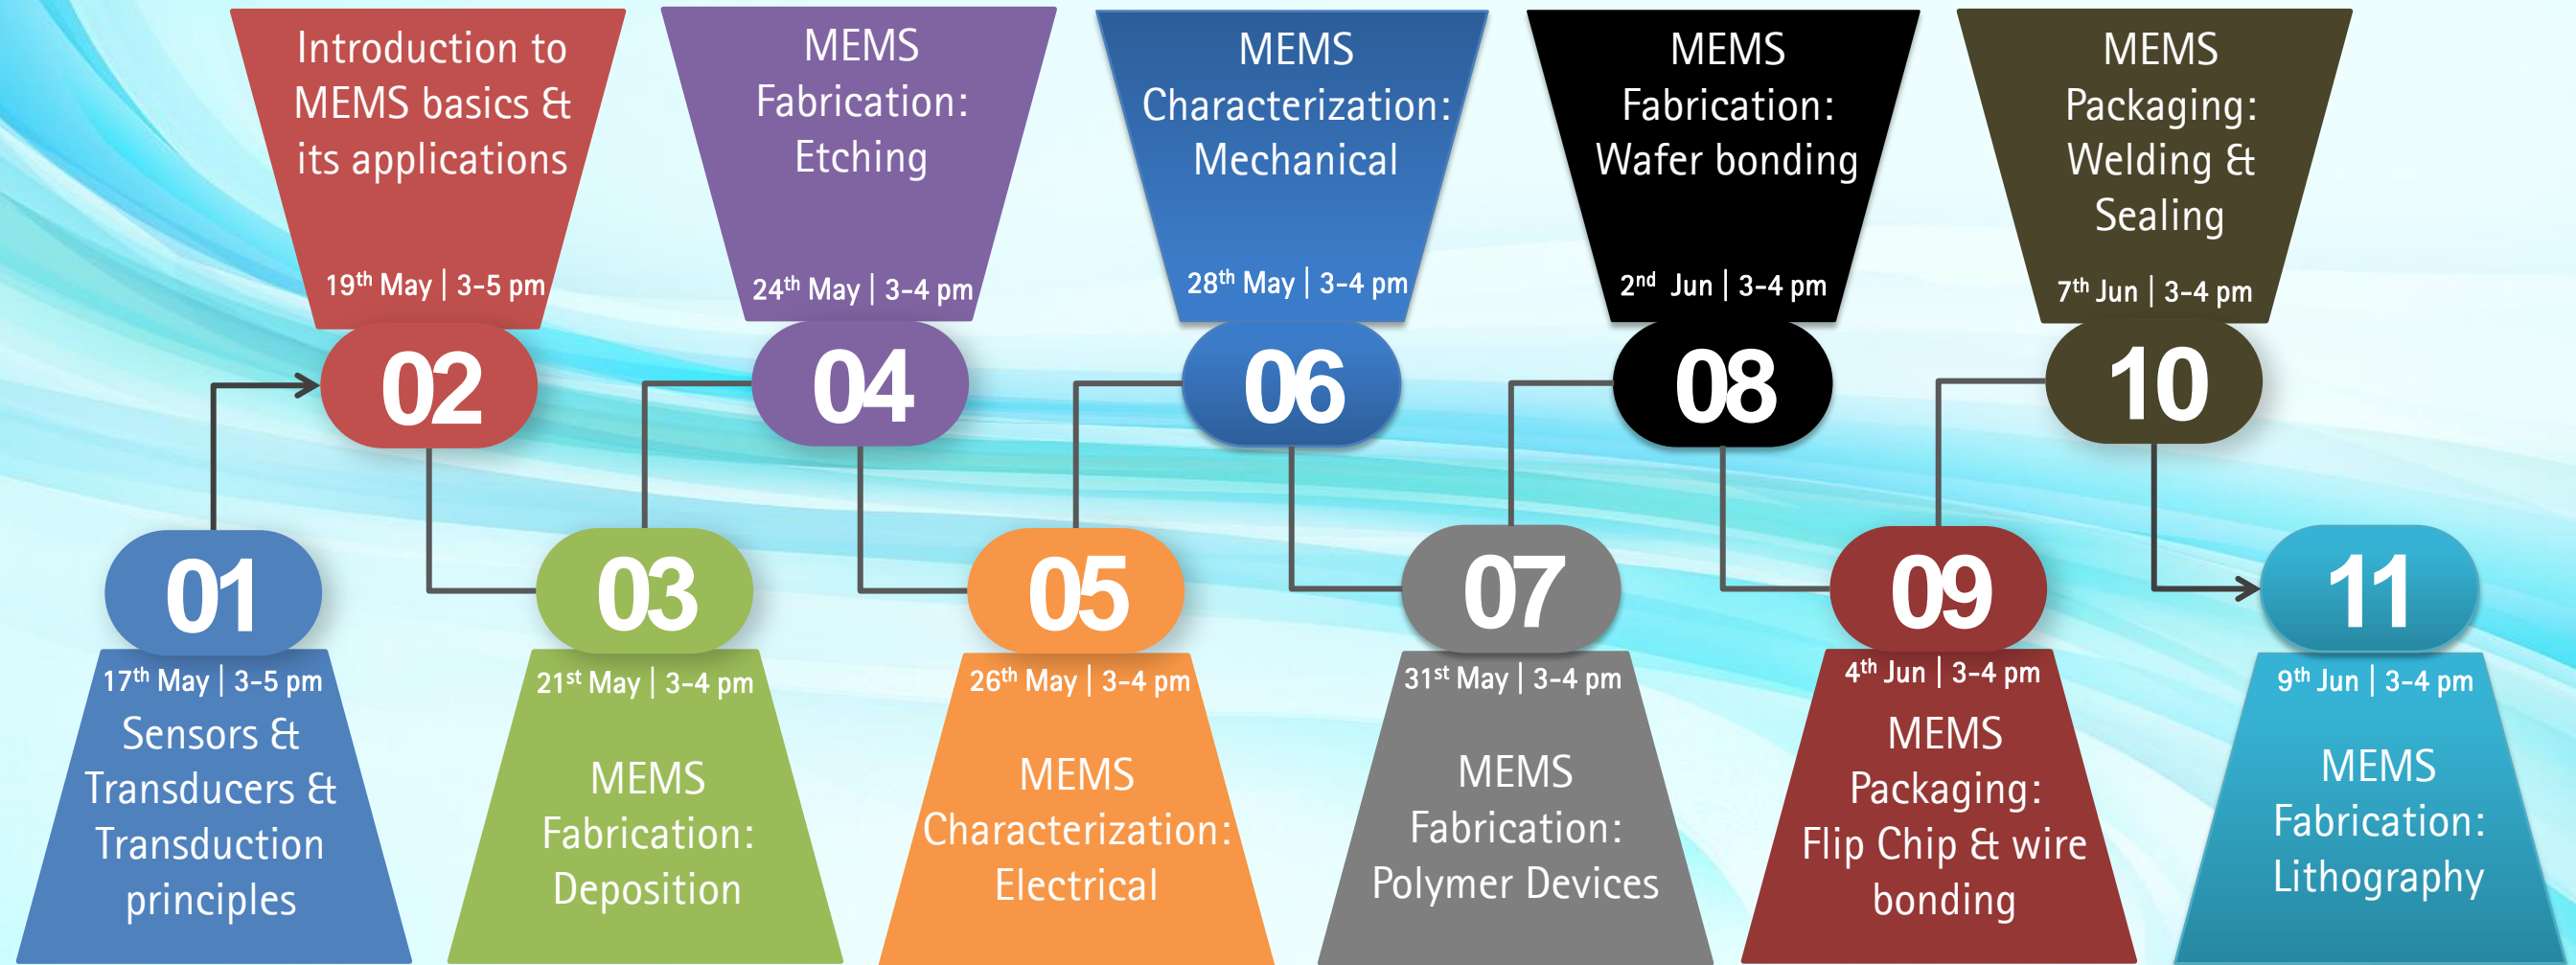 01
17th May | 3-5 pm
Sensors &
Transducers &
Transduction
principles
Introduction to
MEMS basics &
its applications
19th May | 3-5 pm
02
03
21st May | 3-4 pm
MEMS
Fabrication:
Deposition
MEMS
Fabrication:
Etching
24th May | 3-4 pm
04
05
26th May | 3-4 pm
MEMS
Characterization:
Electrical
MEMS
Characterization:
Mechanical
28th May | 3-4 pm
06
07
31st May | 3-4 pm
MEMS
Fabrication:
Polymer Devices
MEMS
Fabrication:
Wafer bonding
2nd Jun | 3-4 pm
08
09
4th Jun | 3-4 pm
MEMS
Packaging:
Flip Chip & wire
bonding
MEMS
Packaging:
Welding &
Sealing
7th Jun | 3-4 pm
10
11
9th Jun | 3-4 pm
MEMS
Fabrication:
Lithography